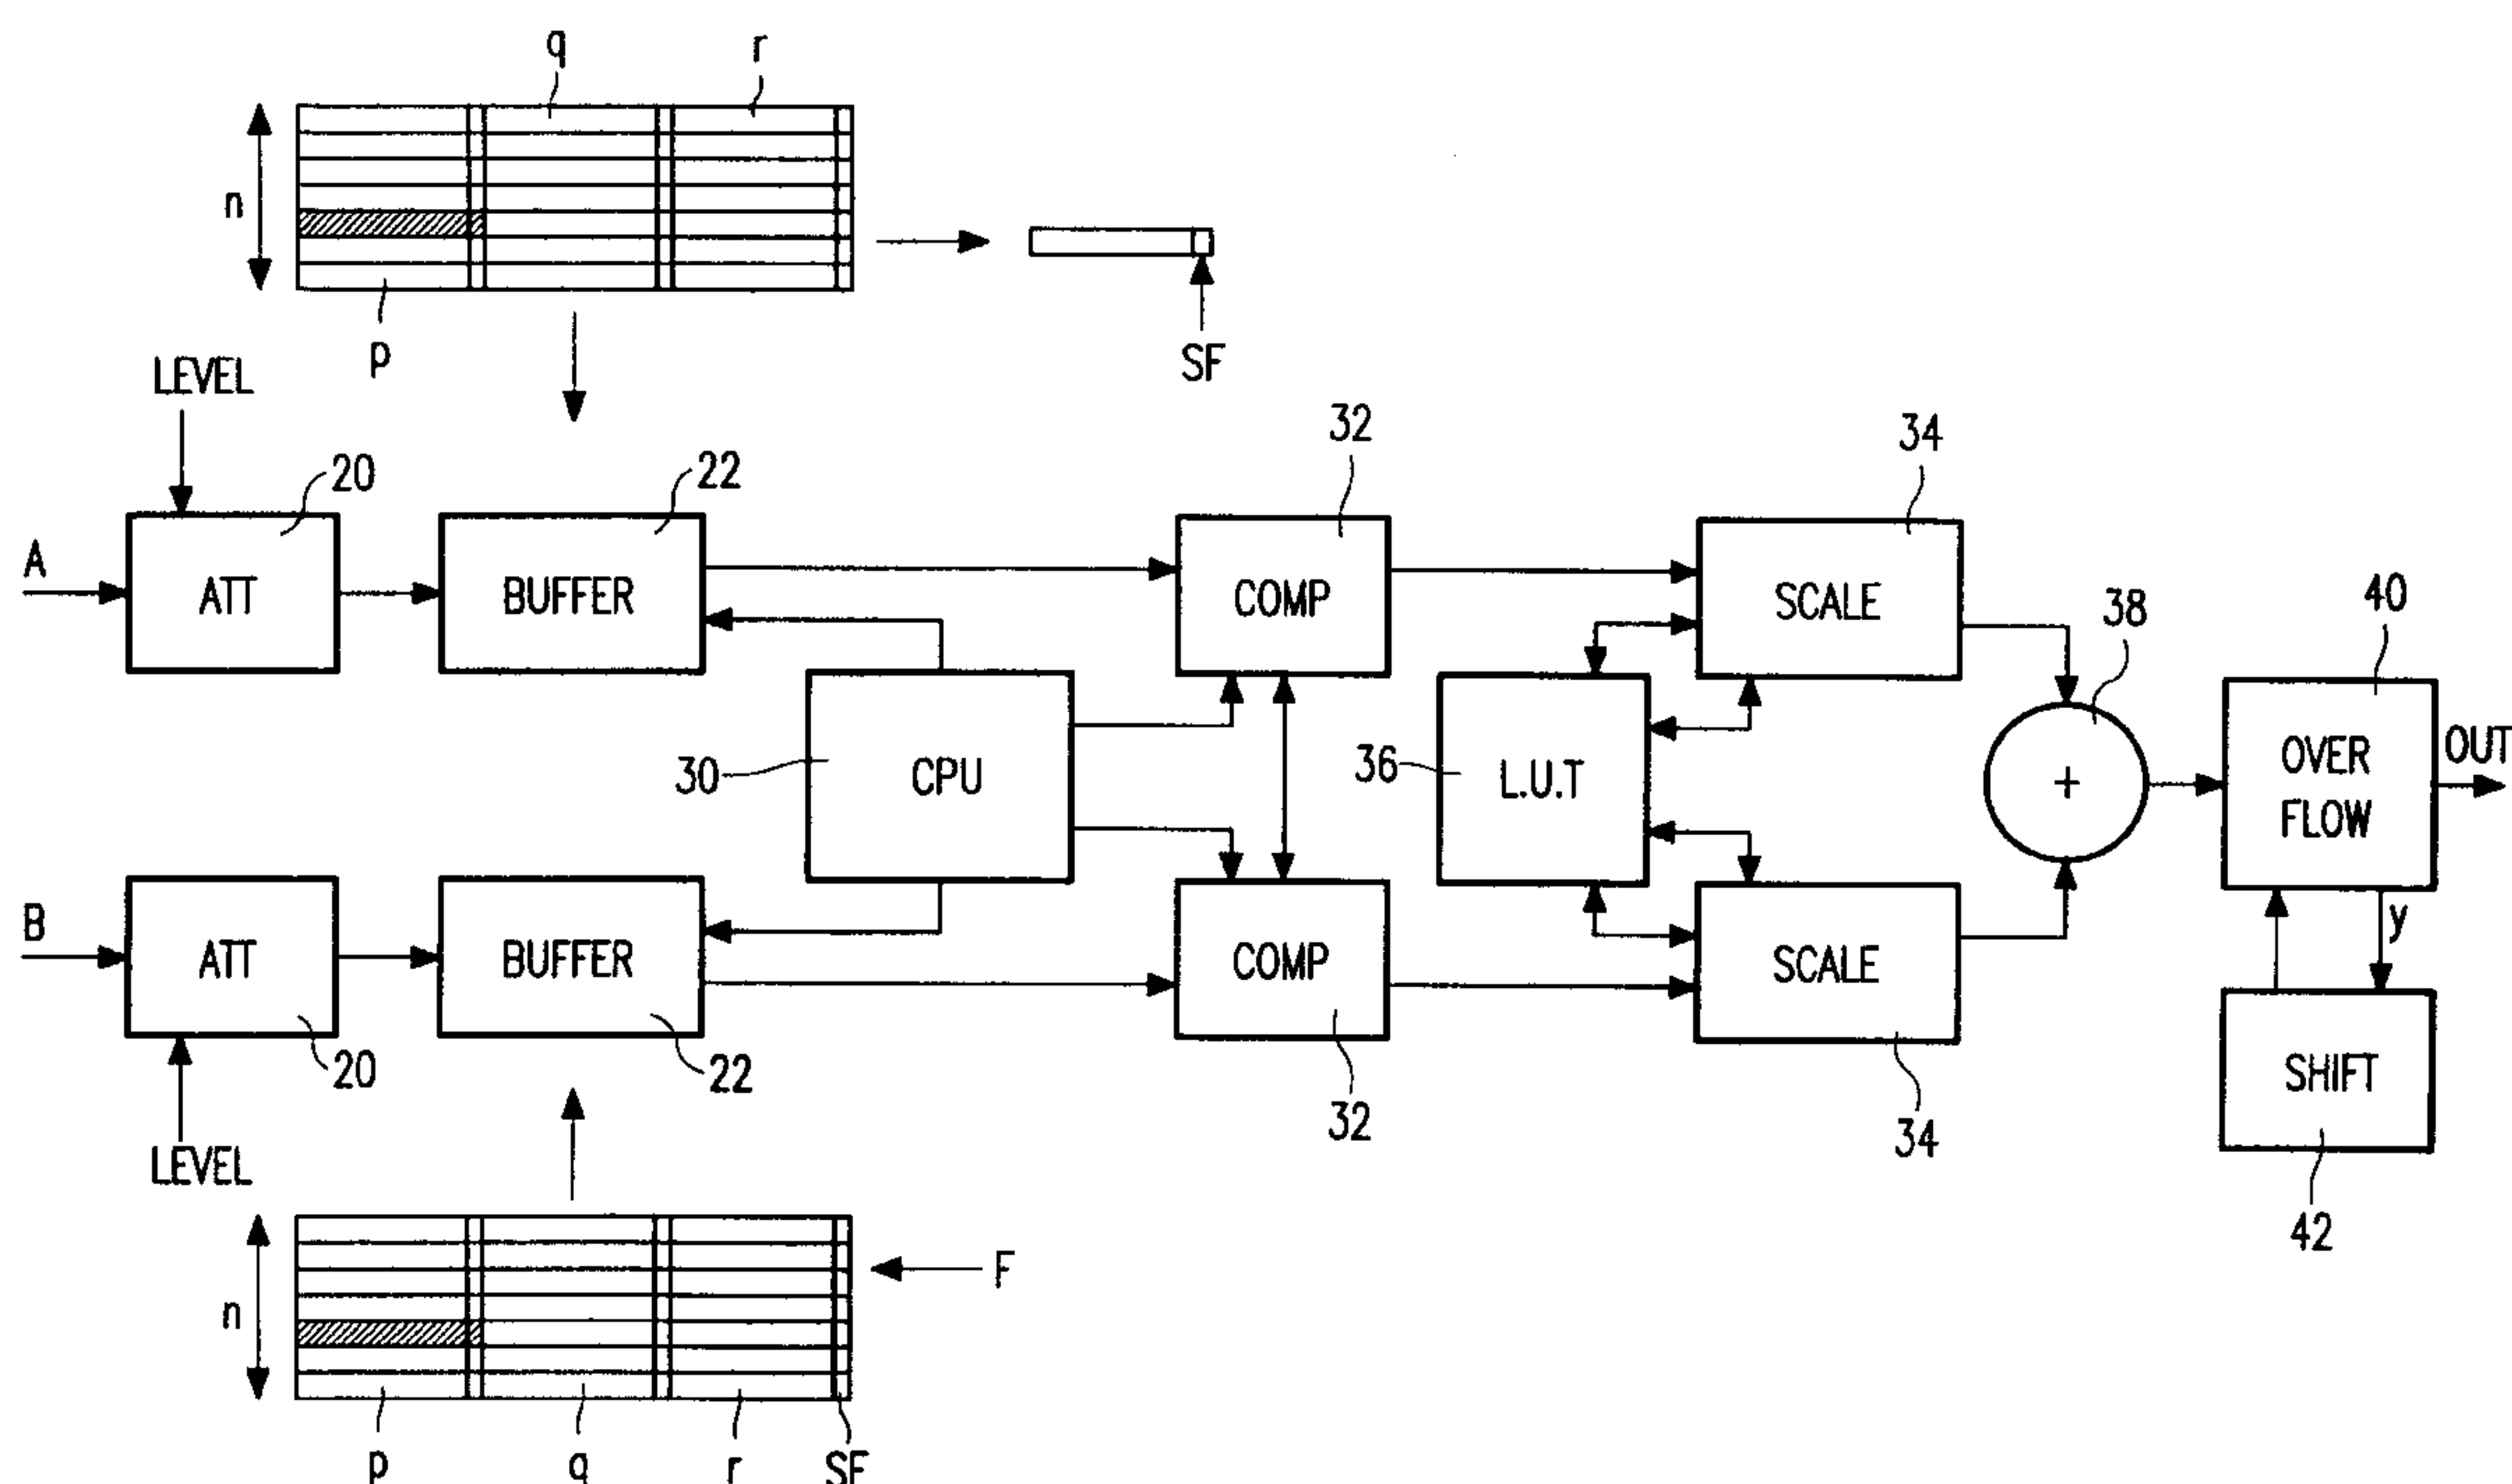 q
r
n
p
SF
LEVEL
32
34
20
22
A
ATT
BUFFER
COMP
SCALE
38
40
30
CPU
36
L.U.T
+
OVER
FLOW
OUT
B
ATT
BUFFER
COMP
SCALE
y
SHIFT
20
22
32
34
LEVEL
42
F
n
p
q
r
SF